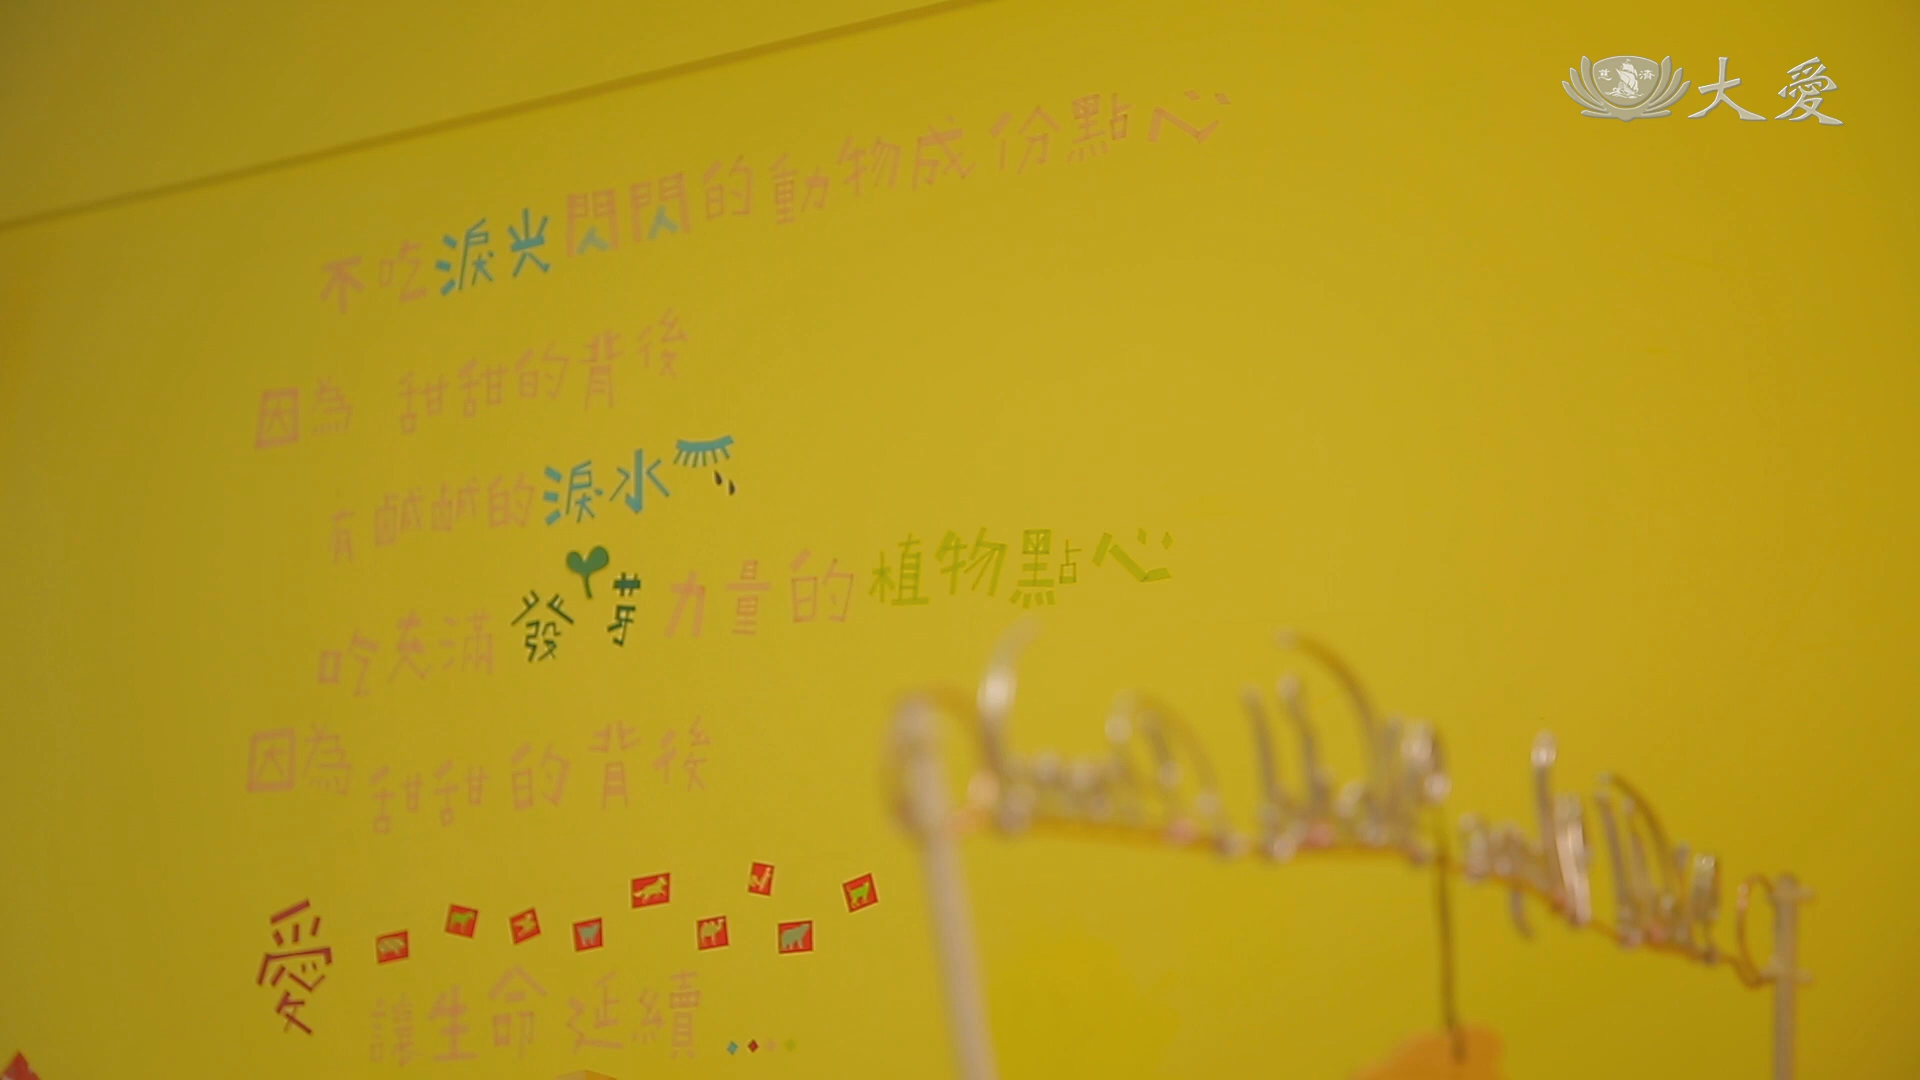 大愛
慈濟
不吃淚光閃閃的動物成份點心
因為 甜甜的背後
有鹹鹹的淚水
吃充滿發芽力量的植物點心
因為甜甜的背後
愛
讓生命延續....